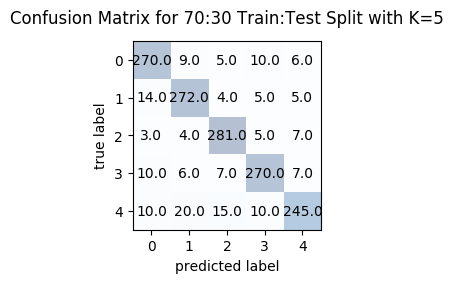 Confusion Matrix for 70:30 Train:Test Split with K=5
0 270.0 9.0 5.0 10.0 6.0
1 14.0 272.0 4.0 5.0 5.0
2 3.0 4.0 281.0 5.0 7.0
3 10.0 6.0 7.0 270.0 7.0
4 10.0 20.0 15.0 10.0 245.0
true label
0 1 2 3 4
predicted label